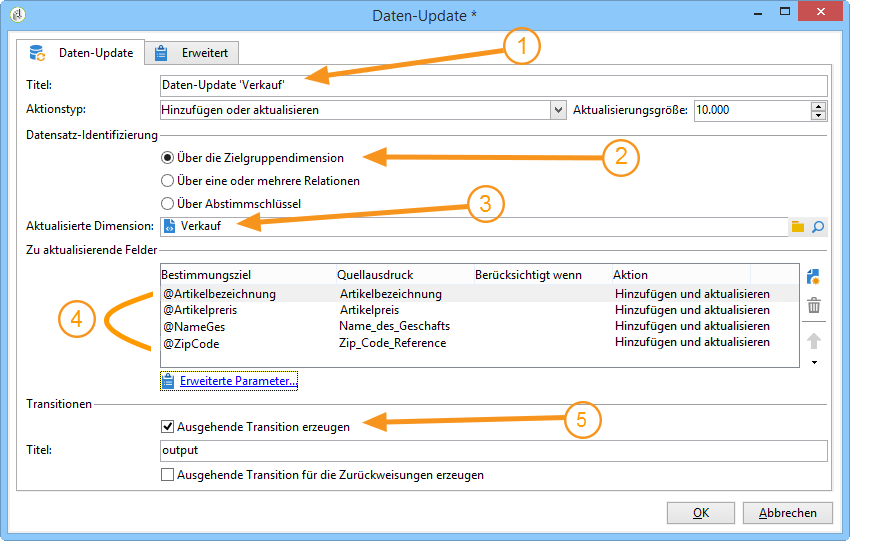 Daten-Update *
Daten-Update Erweitert
1
Titel: Daten-Update 'Verkauf'
Aktionstyp: Hinzufügen oder aktualisieren Aktualisierungsgröße: 10.000
Datensatz-Identifizierung
Über die Zielgruppendimension
2
Über eine oder mehrere Relationen
Über Abstimmschlüssel
3
Aktualisierte Dimension: Verkauf
Zu aktualisierende Felder
Bestimmungsziel Quellausdruck Berücksichtigt wenn Aktion
@Artikelbezeichnung Artikelbezeichnung Hinzufügen und aktualisieren
@Artikelpreris Artikelpreis Hinzufügen und aktualisieren
4
@NameGes Name_des_Geschafts Hinzufügen und aktualisieren
@ZipCode Zip_Code_Reference Hinzufügen und aktualisieren
Erweiterte Parameter...
Transitionen
Ausgehende Transition erzeugen
5
Titel: output
Ausgehende Transition für die Zurückweisungen erzeugen
OK Abbrechen